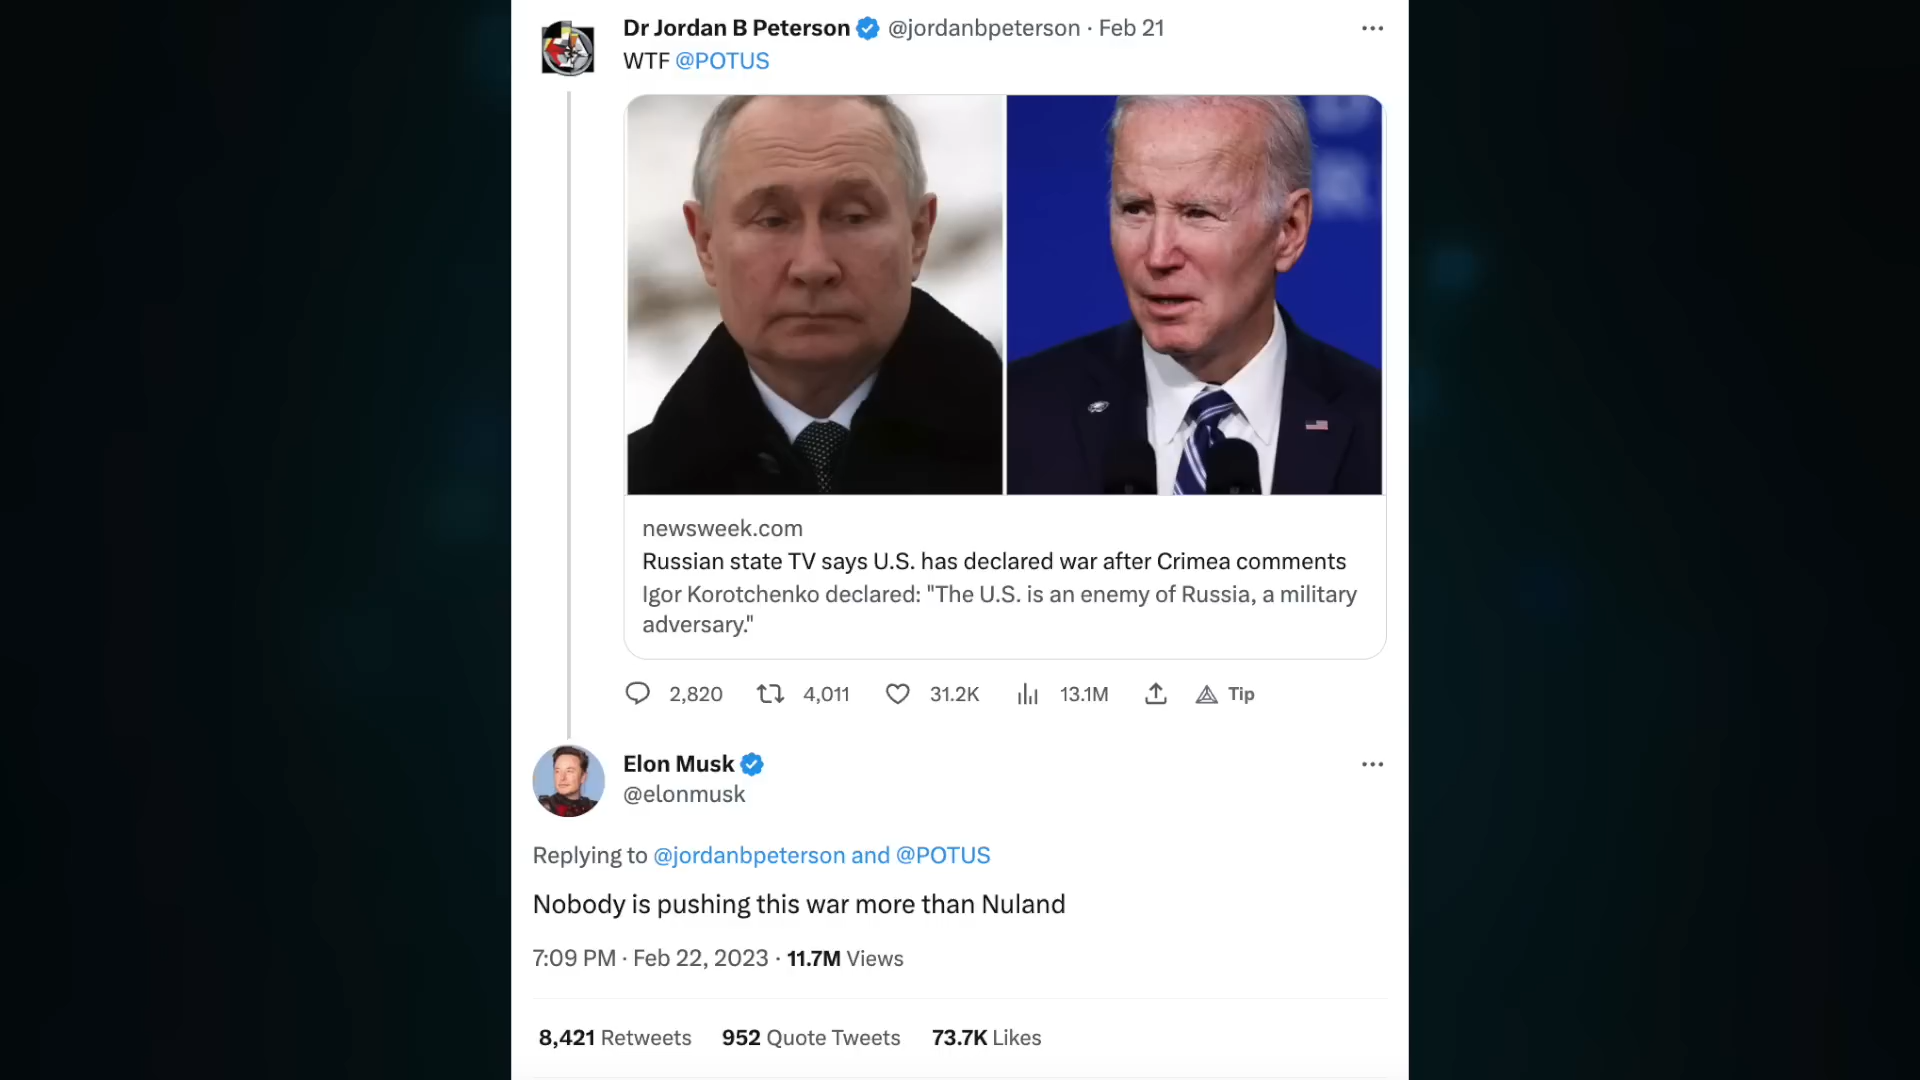 Dr Jordan B Peterson @jordanbpeterson · Feb 21
WTF @POTUS
newsweek.com
Russian state TV says U.S. has declared war after Crimea comments
Igor Korotchenko declared: "The U.S. is an enemy of Russia, a military
adversary."
2,820 4,011 31.2K 13.1M Tip
Elon Musk
@elonmusk
Replying to @jordanbpeterson and @POTUS
Nobody is pushing this war more than Nuland
7:09 PM · Feb 22, 2023 · 11.7M Views
8,421 Retweets 952 Quote Tweets 73.7K Likes